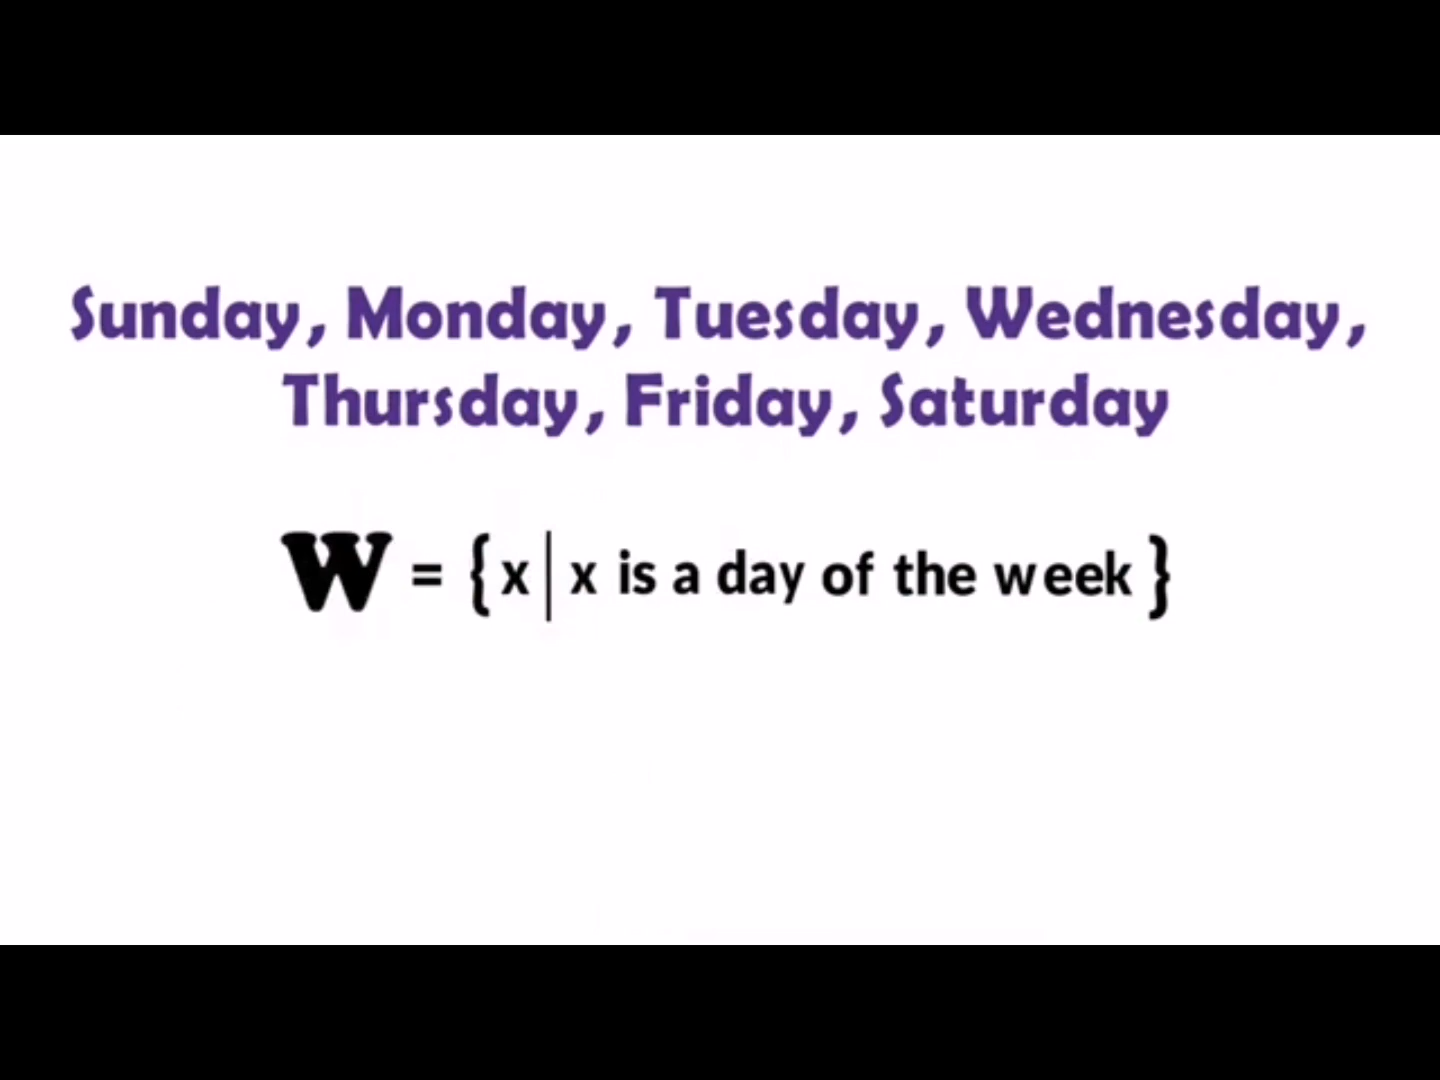 Sunday, Monday, Tuesday, Wednesday,
Thursday, Friday, Saturday
W = { x | x is a day of the week }